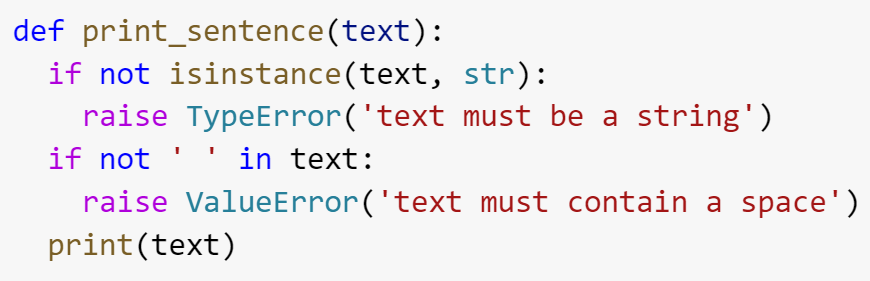 def print_sentence(text):
  if not isinstance(text, str):
    raise TypeError('text must be a string')
  if not ' ' in text:
    raise ValueError('text must contain a space')
  print(text)